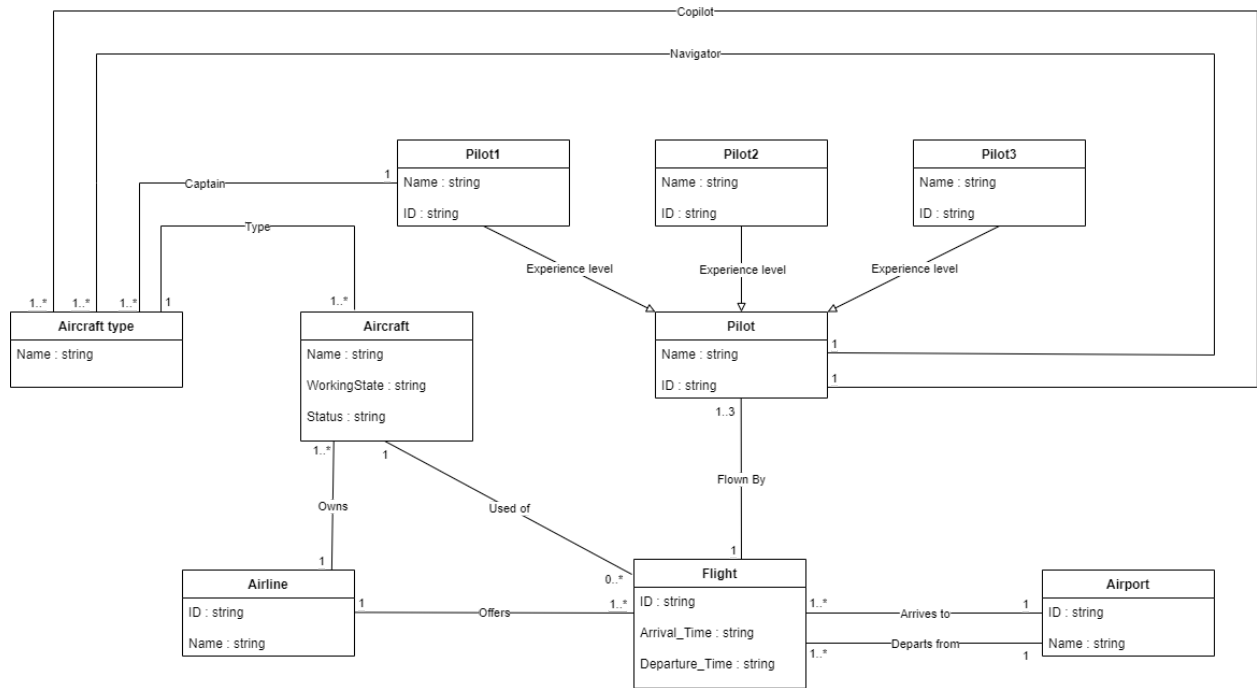 Copilot
Navigator
Pilot1
Name : string
ID : string
Pilot2
Name : string
ID : string
Pilot3
Name : string
ID : string
1
Captain
Type
Experience level
Experience level
Experience level
1..*
1..*
1..*
1
1..*
Aircraft type
Name : string
Aircraft
Name : string
WorkingState : string
Status : string
Pilot
Name : string
ID : string
1
1
1..3
1..*
1
Flown By
Owns
Used of
1
1
0..*
Airline
ID : string
Name : string
1
Offers
1..*
Flight
ID : string
Arrival_Time : string
Departure_Time : string
1..*
Arrives to
1
1..*
Departs from
1
Airport
ID : string
Name : string